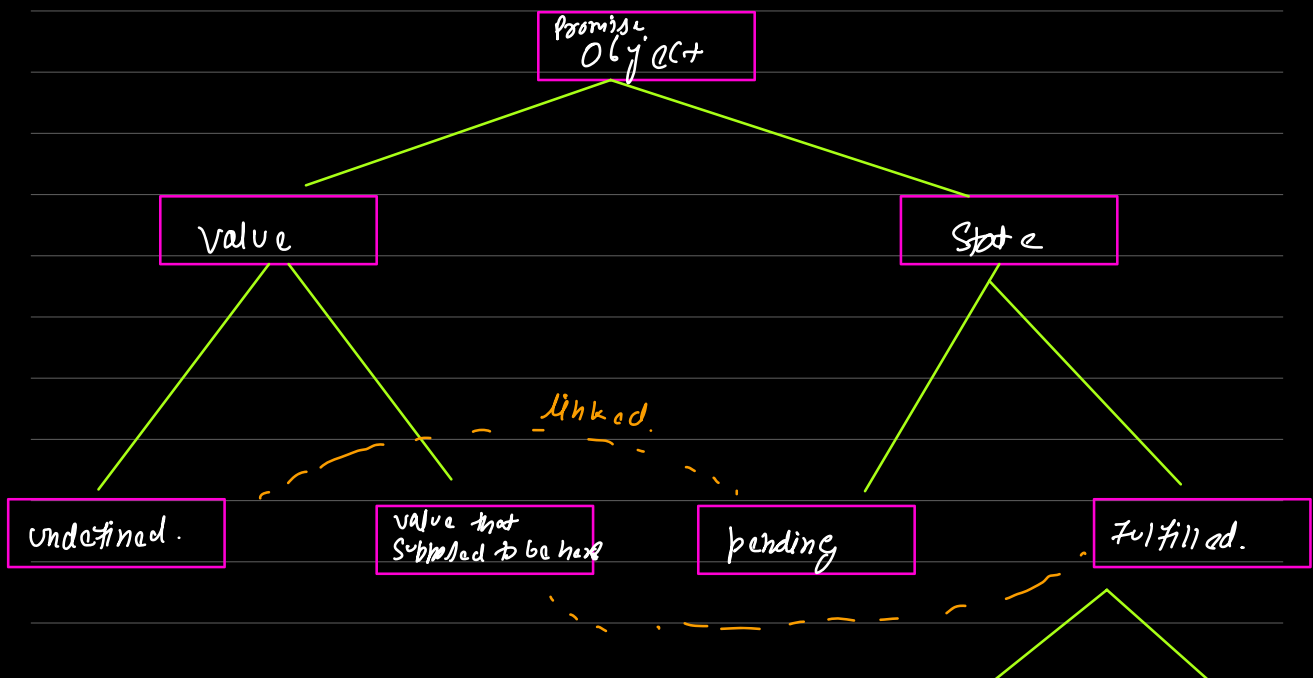 Promise
Object
Value
State
linked.
undefined.
value that
supposed to be here
pending
Fulfilled.